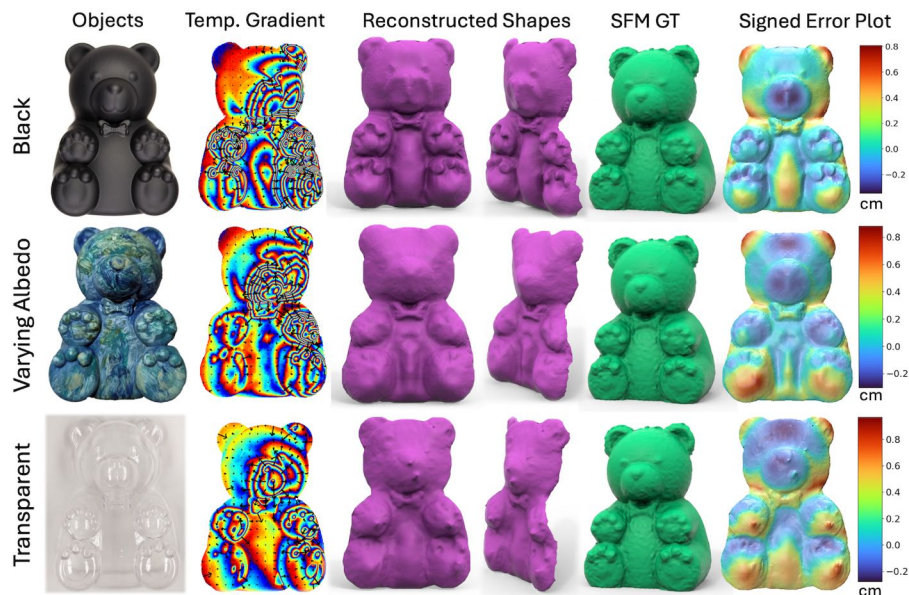 Objects Temp. Gradient Reconstructed Shapes SFM GT Signed Error Plot
Black
0.8
0.6
0.4
0.2
0.0
−0.2
cm
Varying Albedo
0.8
0.6
0.4
0.2
0.0
−0.2
cm
Transparent
0.8
0.6
0.4
0.2
0.0
−0.2
cm